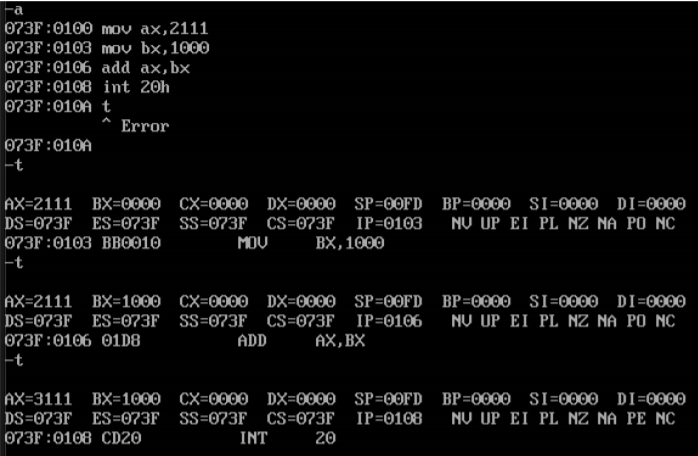 -a
073F:0100 mov ax,2111
073F:0103 mov bx,1000
073F:0106 add ax,bx
073F:0108 int 20h
073F:010A t
^ Error
073F:010A
-t
AX=2111 BX=0000 CX=0000 DX=0000 SP=00FD BP=0000 SI=0000 DI=0000
DS=073F ES=073F SS=073F CS=073F IP=0103 NV UP EI PL NZ NA PO NC
073F:0103 BB0010 MOV BX,1000
-t
AX=2111 BX=1000 CX=0000 DX=0000 SP=00FD BP=0000 SI=0000 DI=0000
DS=073F ES=073F SS=073F CS=073F IP=0106 NV UP EI PL NZ NA PO NC
073F:0106 01D8 ADD AX,BX
-t
AX=3111 BX=1000 CX=0000 DX=0000 SP=00FD BP=0000 SI=0000 DI=0000
DS=073F ES=073F SS=073F CS=073F IP=0108 NV UP EI PL NZ NA PE NC
073F:0108 CD20 INT 20